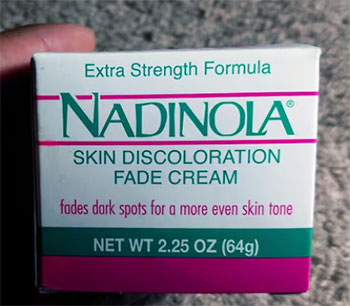 Extra Strength Formula
NADINOLA®
SKIN DISCOLORATION
FADE CREAM
fades dark spots for a more even skin tone
NET WT 2.25 OZ (64g)